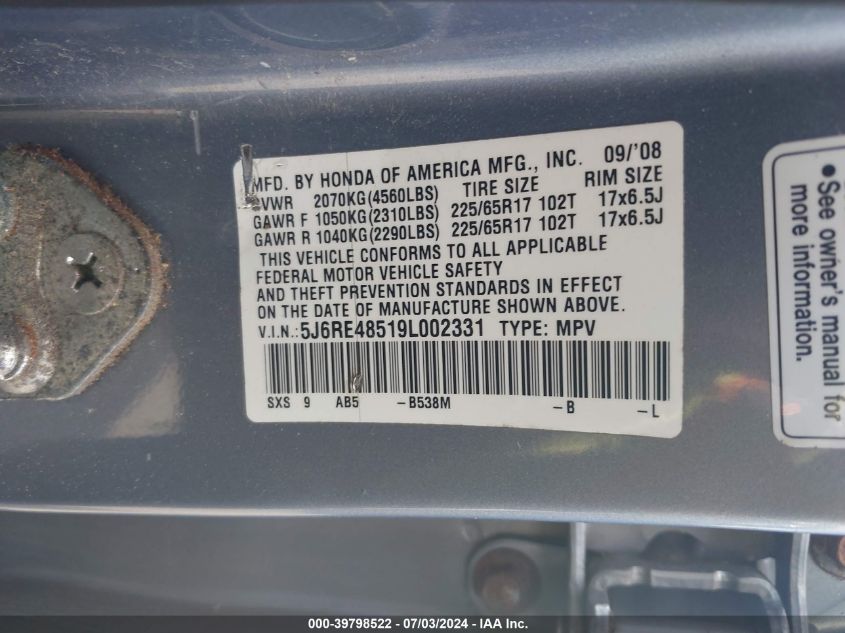 MFD. BY HONDA OF AMERICA MFG., INC. 09/'08
GVWR 2070KG(4560LBS) TIRE SIZE RIM SIZE
GAWR F 1050KG(2310LBS) 225/65R17 102T 17x6.5J
GAWR R 1040KG(2290LBS) 225/65R17 102T 17x6.5J
THIS VEHICLE CONFORMS TO ALL APPLICABLE
FEDERAL MOTOR VEHICLE SAFETY
AND THEFT PREVENTION STANDARDS IN EFFECT
ON THE DATE OF MANUFACTURE SHOWN ABOVE.
V.I.N.:5J6RE48519L002331 TYPE: MPV
SXS 9 AB5 -B538M -B -L
• See owner's manual for
more information.
000-39798522 - 07/03/2024 - IAA Inc.